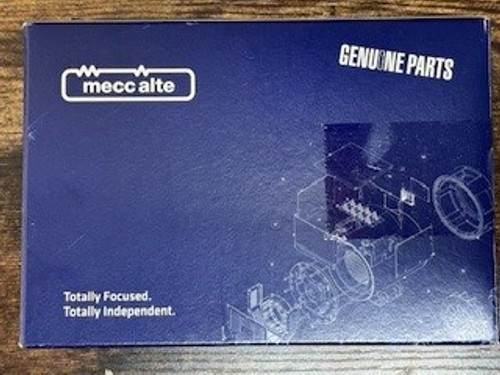 mecc alte
GENUINE PARTS
Totally Focused.
Totally Independent.